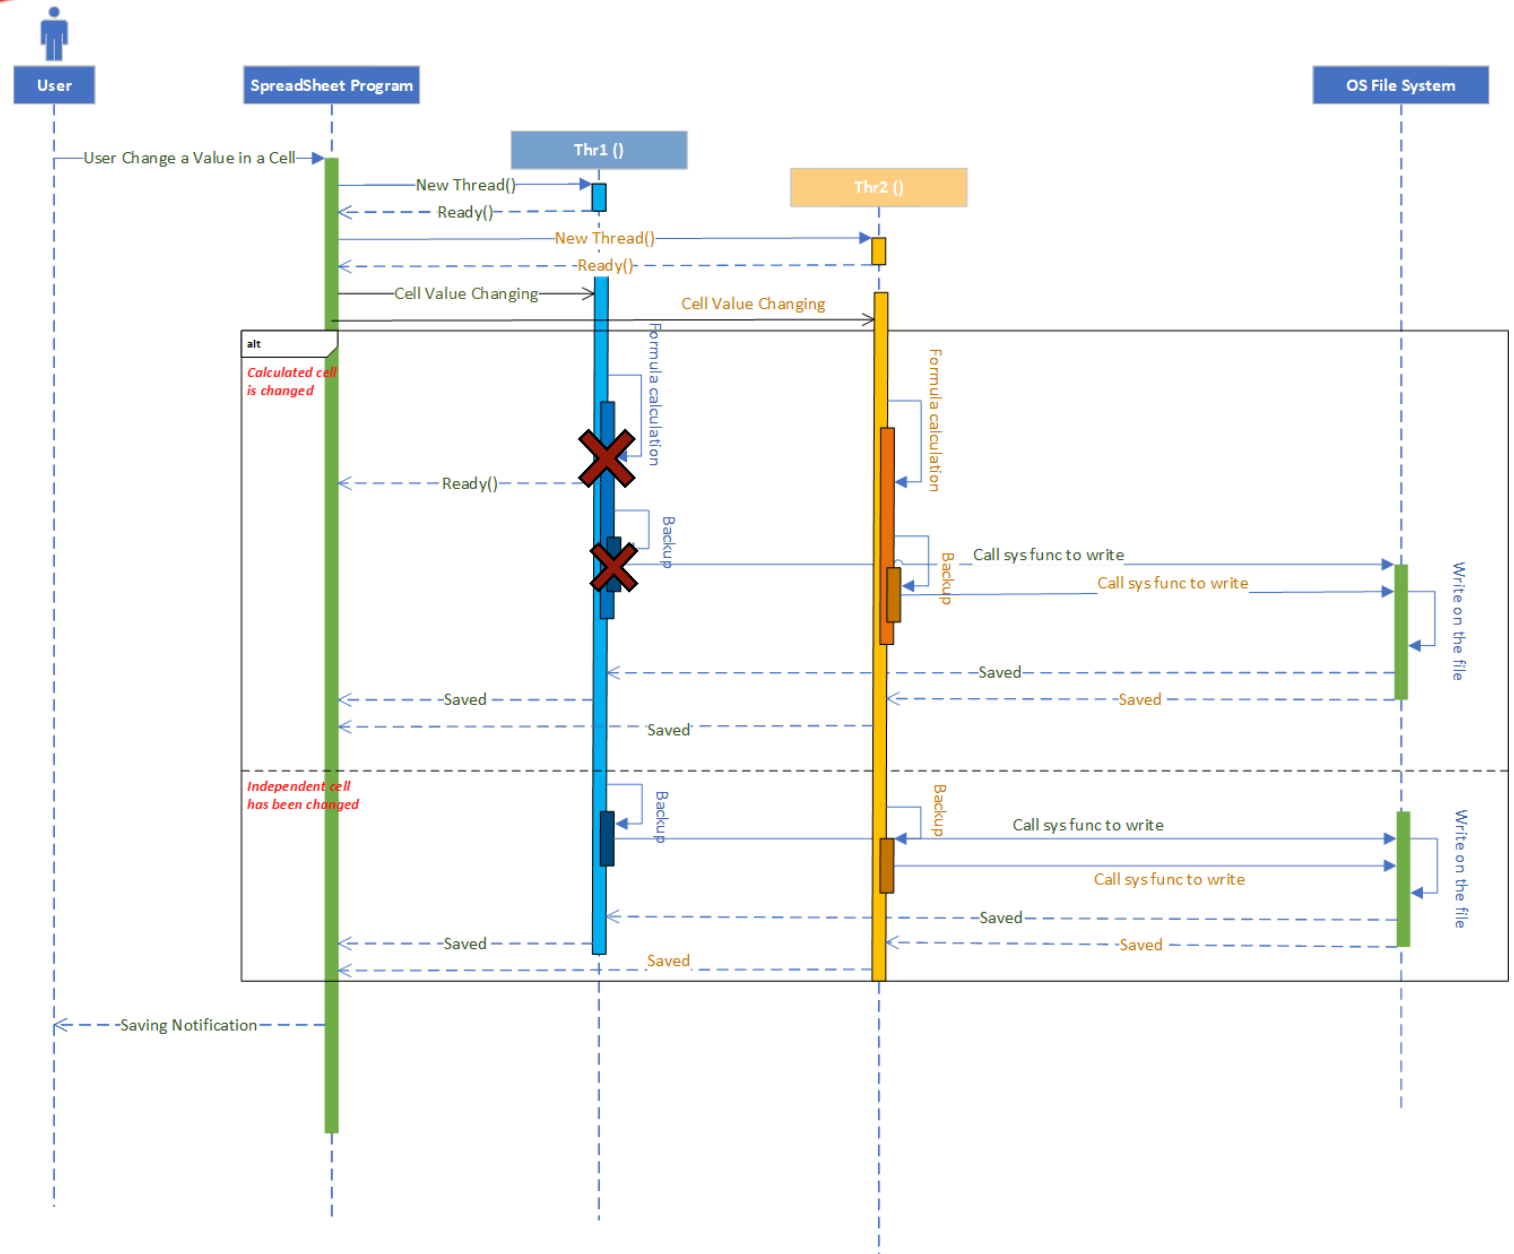 User
SpreadSheet Program
OS File System
Thr1 ()
Thr2 ()
User Change a Value in a Cell
New Thread()
Ready()
New Thread()
Ready()
Cell Value Changing
Cell Value Changing
alt
Calculated cell
is changed
Formula calculation
Formula calculation
Ready()
Backup
Backup
Call sys func to write
Call sys func to write
Write on the file
Saved
Saved
Saved
Saved
Independent cell
has been changed
Backup
Backup
Call sys func to write
Call sys func to write
Write on the file
Saved
Saved
Saved
Saved
Saving Notification